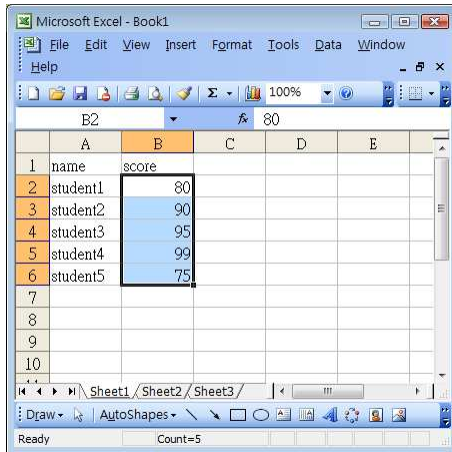 Microsoft Excel - Book1
File Edit View Insert Format Tools Data Window
Help
Σ 100%
B2 fx 80
A B C D E
1 name score
2 student1 80
3 student2 90
4 student3 95
5 student4 99
6 student5 75
7
8
9
10
Sheet1 / Sheet2 / Sheet3 /
Draw AutoShapes
Ready Count=5